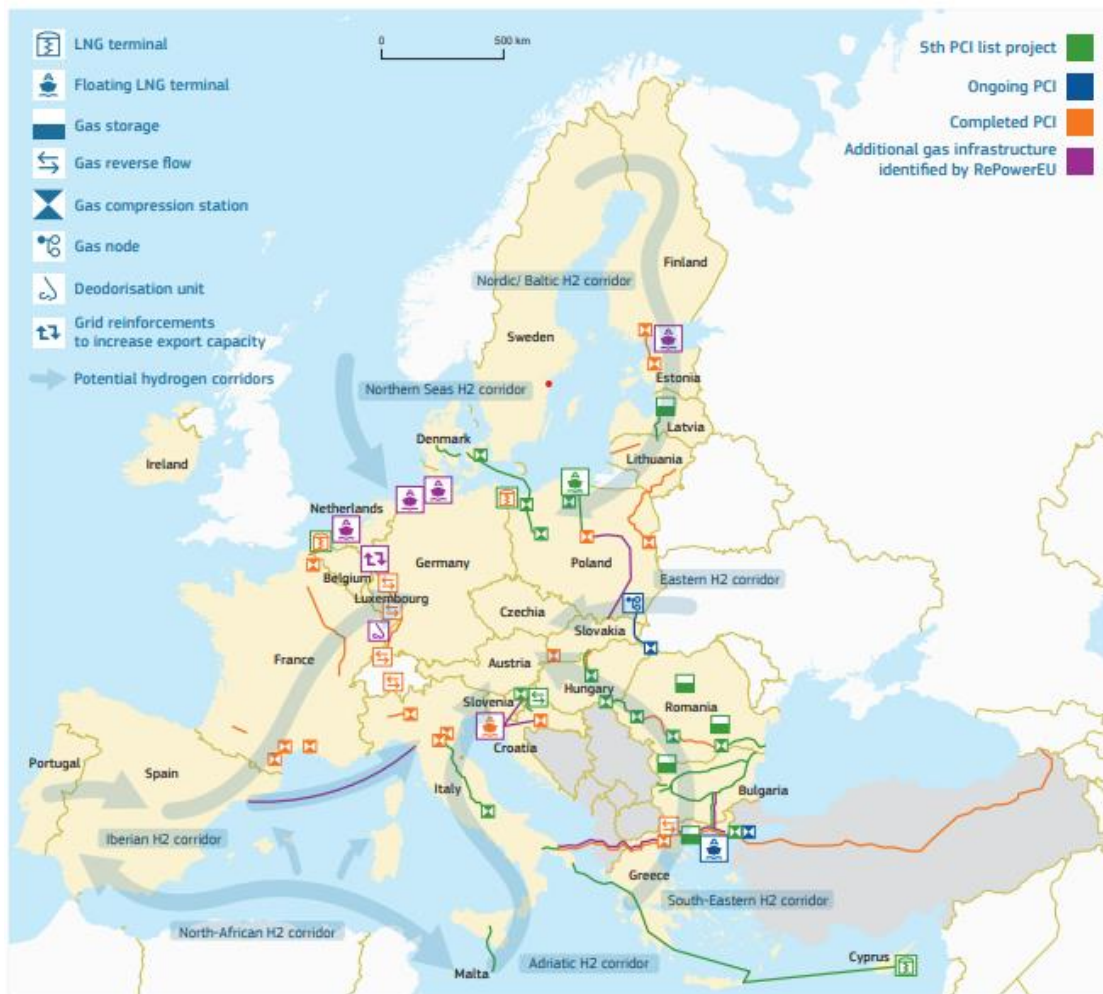 LNG terminal
Floating LNG terminal
Gas storage
Gas reverse flow
Gas compression station
Gas node
Deodorisation unit
Grid reinforcements
to increase export capacity
Potential hydrogen corridors
0
500 km
5th PCI list project
Ongoing PCI
Completed PCI
Additional gas infrastructure
identified by RePowerEU
Finland
Nordic/ Baltic H2 corridor
Sweden
Estonia
Northern Seas H2 corridor
Latvia
Denmark
Lithuania
Ireland
Netherlands
Germany
Poland
Belgium
Eastern H2 corridor
Luxembourg
Czechia
Slovakia
France
Austria
Hungary
Slovenia
Romania
Croatia
Portugal
Spain
Italy
Bulgaria
Iberian H2 corridor
Greece
South-Eastern H2 corridor
North-African H2 corridor
Adriatic H2 corridor
Cyprus
Malta